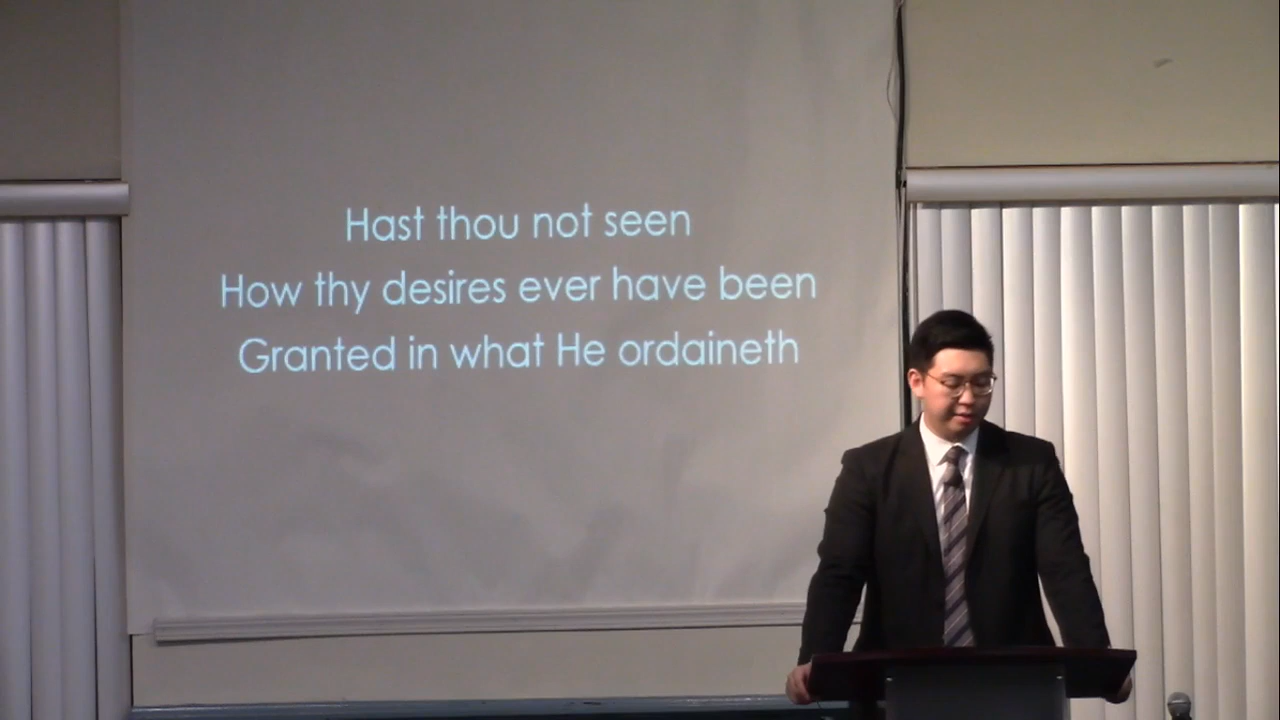 Hast thou not seen
How thy desires ever have been
Granted in what He ordaineth